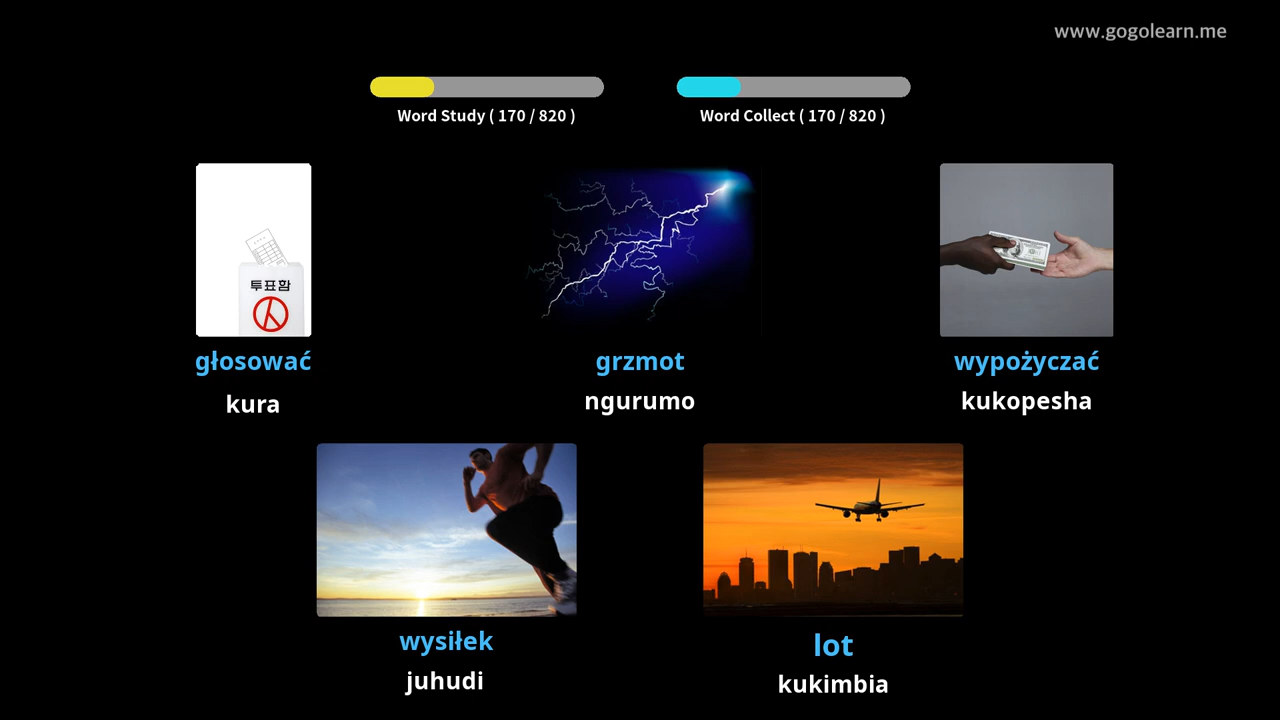 www.gogolearn.me
Word Study ( 170 / 820 )
Word Collect ( 170 / 820 )
투표함
głosować
kura
grzmot
ngurumo
wypożyczać
kukopesha
wysiłek
juhudi
lot
kukimbia